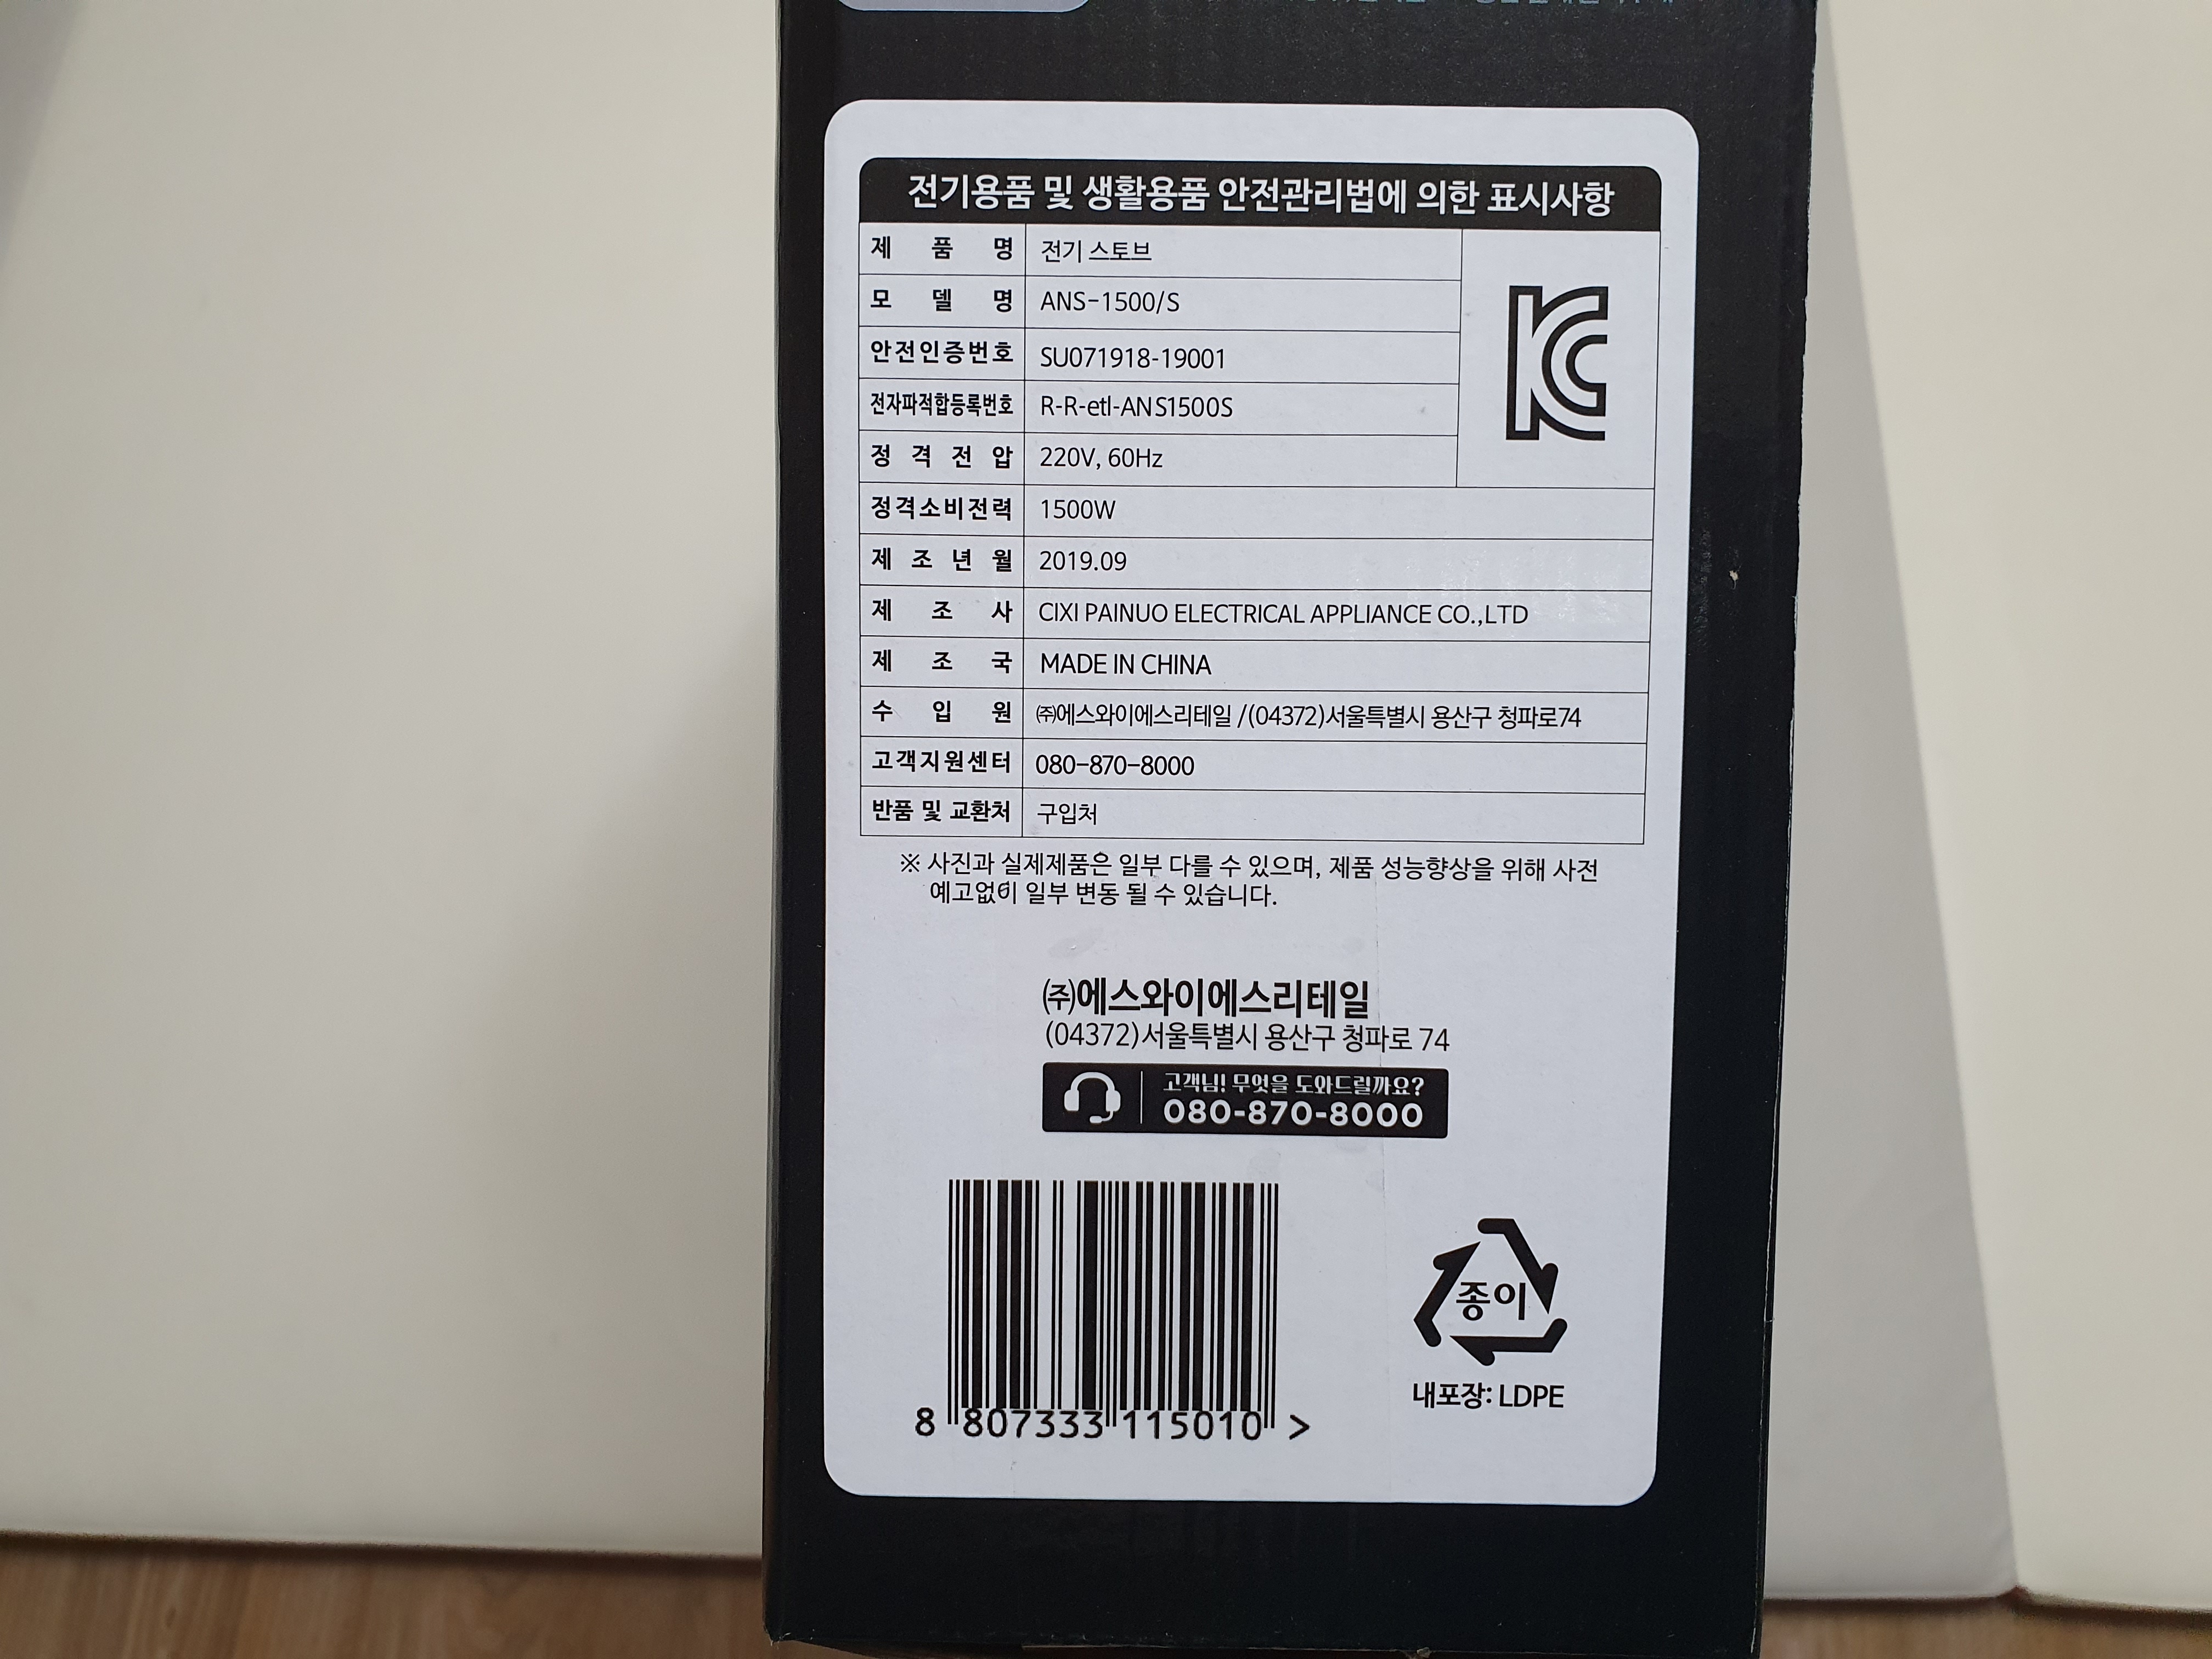 전기용품 및 생활용품 안전관리법에 의한 표시사항
제 품 명 전기 스토브
모 델 명 ANS-1500/S
안전인증번호 SU071918-19001
전자파적합등록번호 R-R-etl-ANS1500S
정 격 전 압 220V, 60Hz
정격소비전력 1500W
제 조 년 월 2019.09
제 조 사 CIXI PAINUO ELECTRICAL APPLIANCE CO.,LTD
제 조 국 MADE IN CHINA
수 입 원 ㈜에스와이에스리테일 /(04372)서울특별시 용산구 청파로74
고객지원센터 080-870-8000
반품 및 교환처 구입처
※ 사진과 실제제품은 일부 다를 수 있으며, 제품 성능향상을 위해 사전
예고없이 일부 변동 될 수 있습니다.
㈜에스와이에스리테일
(04372)서울특별시 용산구 청파로 74
고객님! 무엇을 도와드릴까요?
080-870-8000
8 807333 115010 >
종이
내포장: LDPE